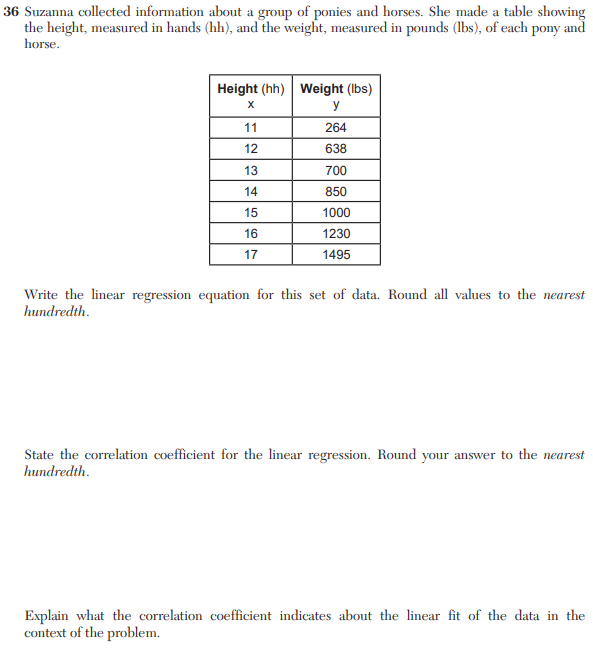 36 Suzanna collected information about a group of ponies and horses. She made a table showing
the height, measured in hands (hh), and the weight, measured in pounds (lbs), of each pony and
horse.
Height (hh) Weight (lbs)
x y
11 264
12 638
13 700
14 850
15 1000
16 1230
17 1495
Write the linear regression equation for this set of data. Round all values to the nearest
hundredth.
State the correlation coefficient for the linear regression. Round your answer to the nearest
hundredth.
Explain what the correlation coefficient indicates about the linear fit of the data in the
context of the problem.